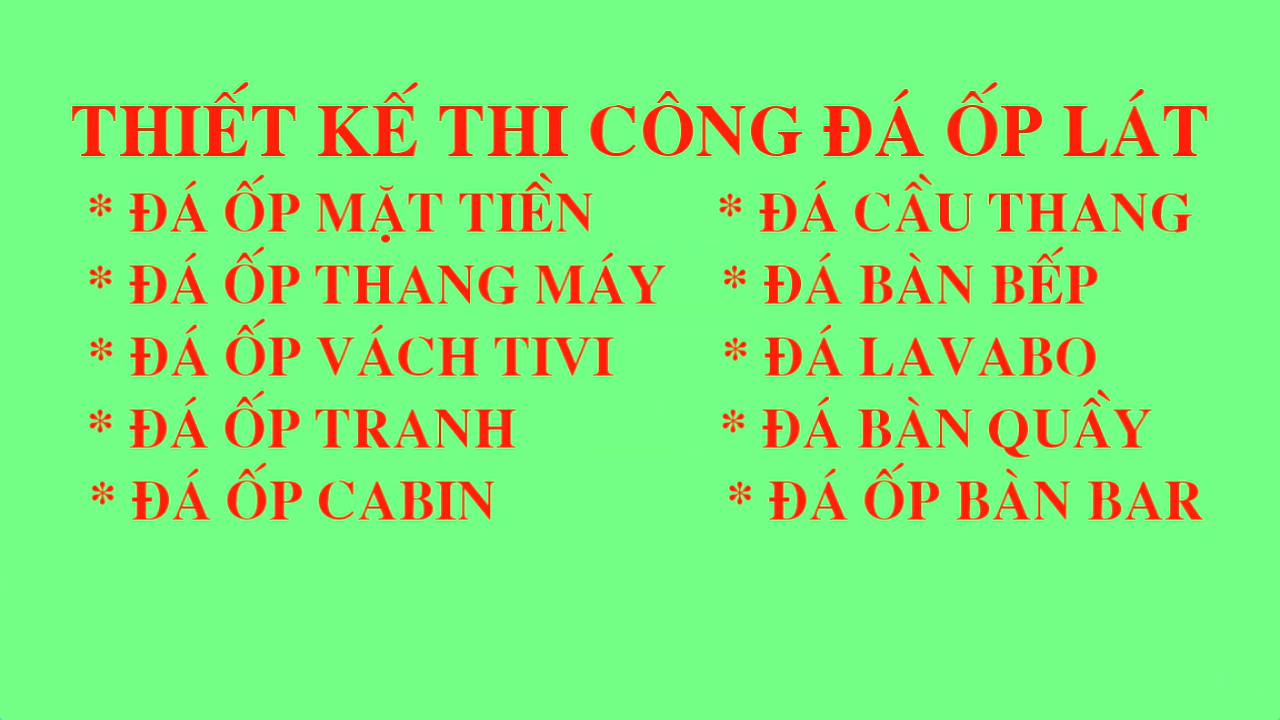 THIẾT KẾ THI CÔNG ĐÁ ỐP LÁT
* ĐÁ ỐP MẶT TIỀN * ĐÁ CẦU THANG
* ĐÁ ỐP THANG MÁY * ĐÁ BÀN BẾP
* ĐÁ ỐP VÁCH TIVI * ĐÁ LAVABO
* ĐÁ ỐP TRANH * ĐÁ BÀN QUẦY
* ĐÁ ỐP CABIN * ĐÁ ỐP BÀN BAR